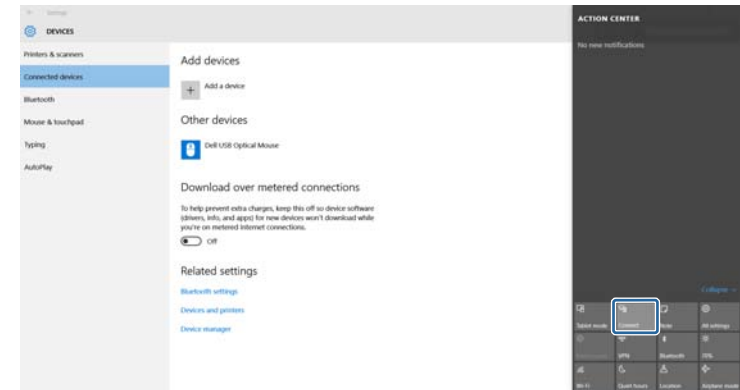 Settings
DEVICES
Printers & scanners
Connected devices
Bluetooth
Mouse & touchpad
Typing
AutoPlay
Add devices
Add a device
Other devices
Dell USB Optical Mouse
Download over metered connections
To help prevent extra charges, keep this off so device software
(drivers, info, and apps) for new devices won't download while
you're on metered internet connections.
Off
Related settings
Bluetooth settings
Devices and printers
Device manager
ACTION CENTER
No new notifications
Collapse
Tablet mode Connect Note All settings
VPN Bluetooth 70%
Wi-Fi Quiet hours Location Airplane mode